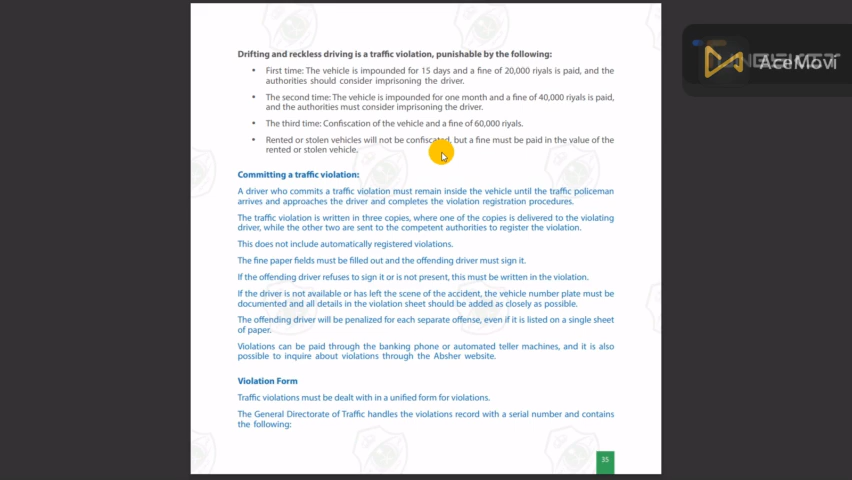 AceMovi
Drifting and reckless driving is a traffic violation, punishable by the following:
• First time: The vehicle is impounded for 15 days and a fine of 20,000 riyals is paid, and the
authorities should consider imprisoning the driver.
• The second time: The vehicle is impounded for one month and a fine of 40,000 riyals is paid,
and the authorities must consider imprisoning the driver.
• The third time: Confiscation of the vehicle and a fine of 60,000 riyals.
• Rented or stolen vehicles will not be confiscated, but a fine must be paid in the value of the
rented or stolen vehicle.
Committing a traffic violation:
A driver who commits a traffic violation must remain inside the vehicle until the traffic policeman
arrives and approaches the driver and completes the violation registration procedures.
The traffic violation is written in three copies, where one of the copies is delivered to the violating
driver, while the other two are sent to the competent authorities to register the violation.
This does not include automatically registered violations.
The fine paper fields must be filled out and the offending driver must sign it.
If the offending driver refuses to sign it or is not present, this must be written in the violation.
If the driver is not available or has left the scene of the accident, the vehicle number plate must be
documented and all details in the violation sheet should be added as closely as possible.
The offending driver will be penalized for each separate offense, even if it is listed on a single sheet
of paper.
Violations can be paid through the banking phone or automated teller machines, and it is also
possible to inquire about violations through the Absher website.
Violation Form
Traffic violations must be dealt with in a unified form for violations.
The General Directorate of Traffic handles the violations record with a serial number and contains
the following:
35